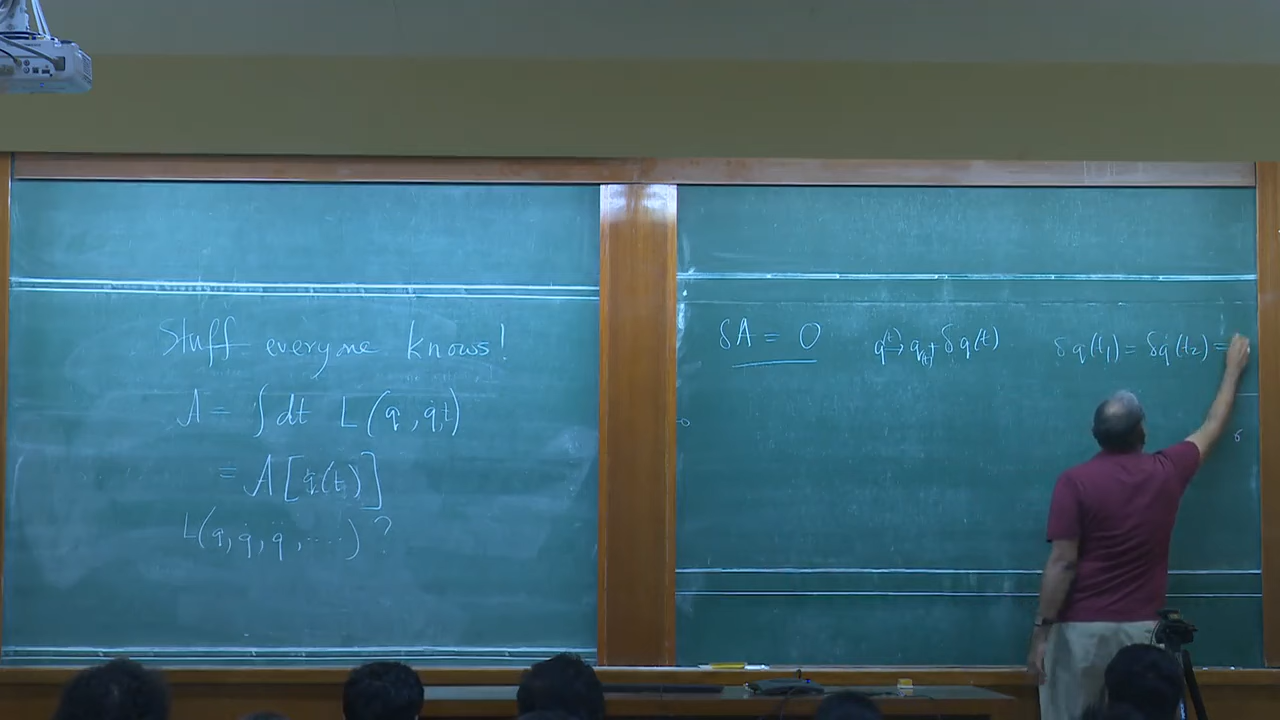 Stuff everyone knows!
A = ∫ dt L(q, q̇, t)
= A[q(t)]
L(q, q̇, q̈, .....) ?
δA = 0 q(t) → q(t) + δq(t) δq(t₁) = δq(t₂) =